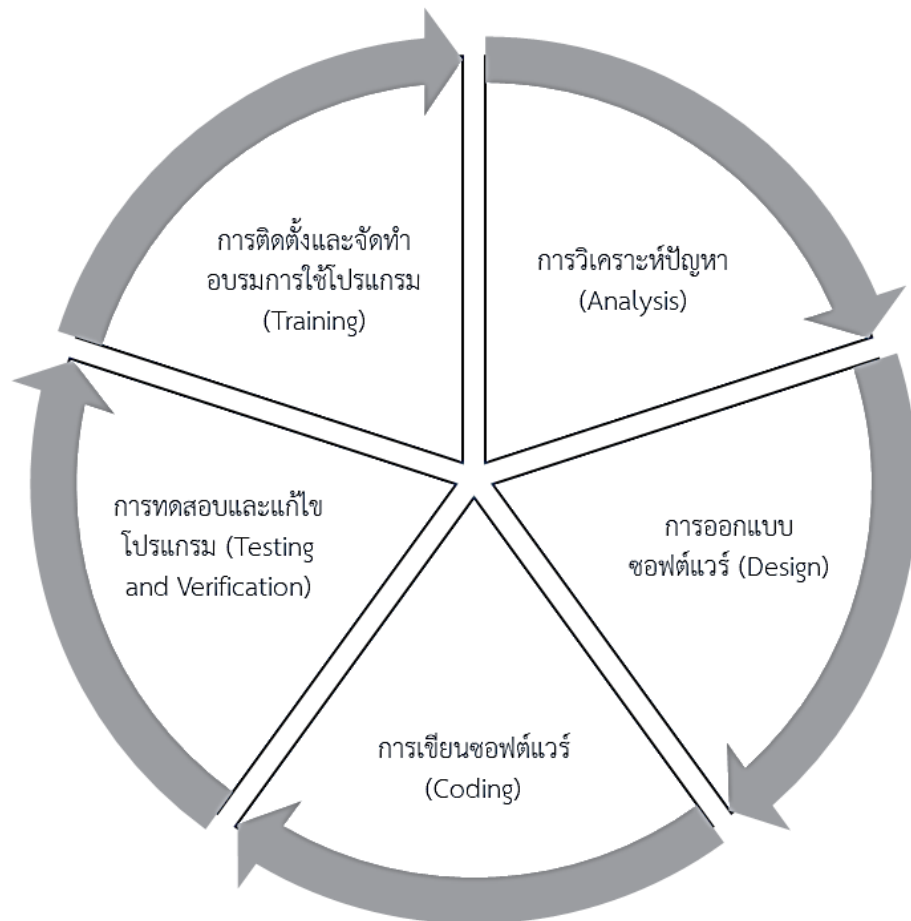 การวิเคราะห์ปัญหา
(Analysis)
การออกแบบ
ซอฟต์แวร์ (Design)
การเขียนซอฟต์แวร์
(Coding)
การทดสอบและแก้ไข
โปรแกรม (Testing
and Verification)
การติดตั้งและจัดทำ
อบรมการใช้โปรแกรม
(Training)